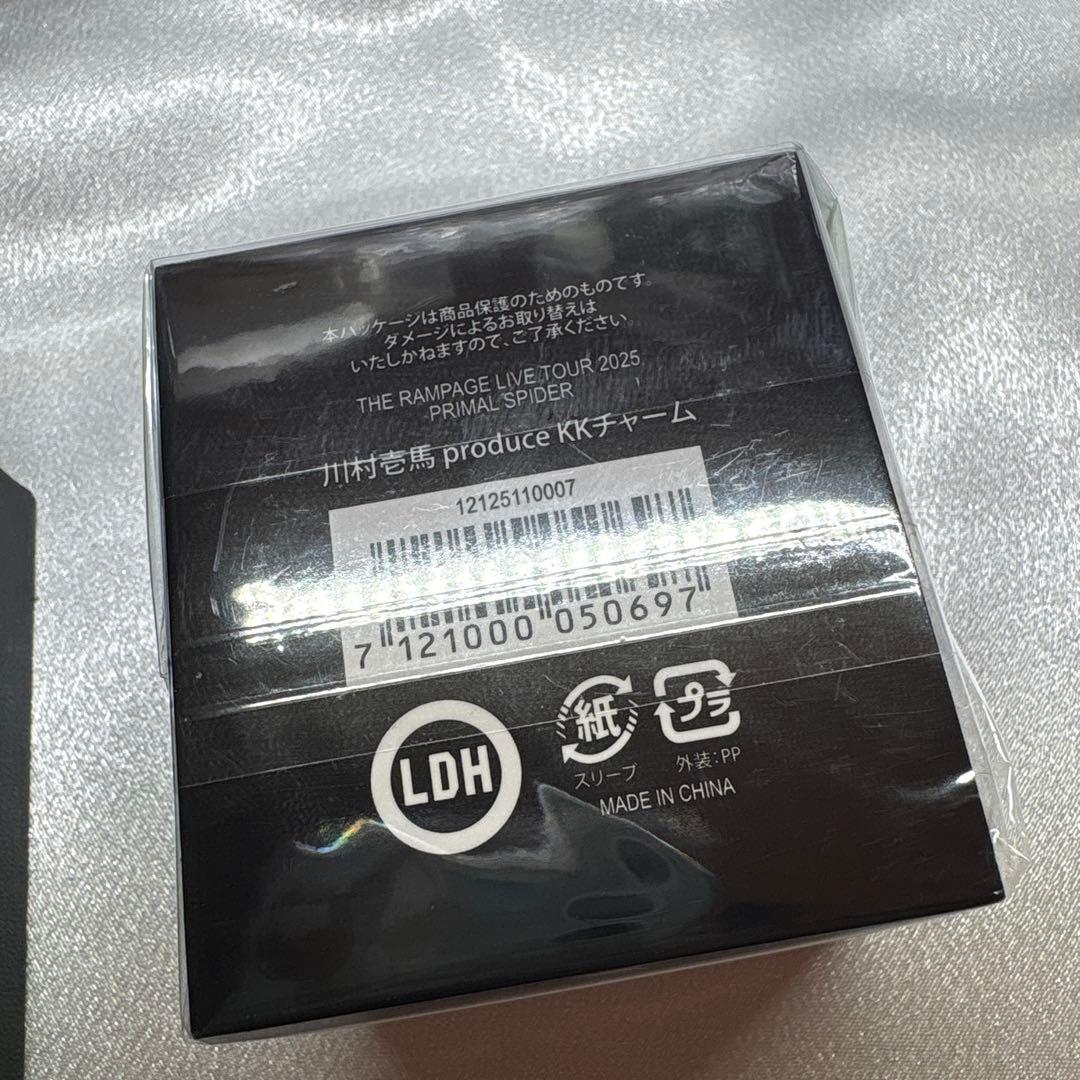 本パッケージは商品保護のためのものです。
ダメージによるお取り替えは
いたしかねますので、ご了承ください。
THE RAMPAGE LIVE TOUR 2025
PRIMAL SPIDER
川村壱馬 produce KKチャーム
12125110007
7 121000 050697
LDH
紙
プラ
スリーブ
外装:PP
MADE IN CHINA